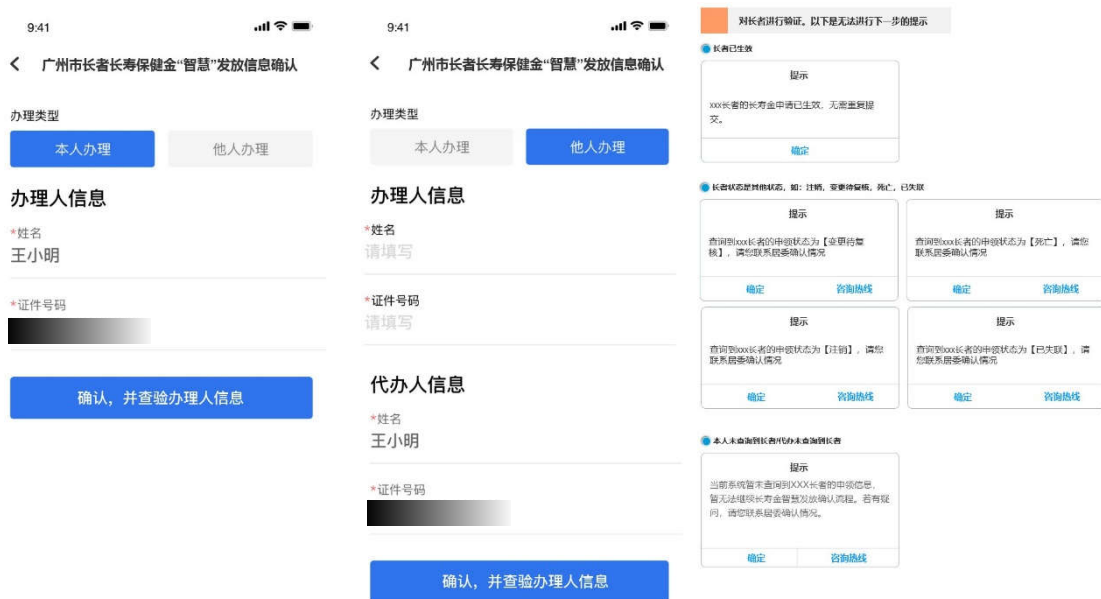 9:41
广州市长者长寿保健金“智慧”发放信息确认
办理类型
本人办理
他人办理
办理人信息
*姓名
王小明
*证件号码
确认，并查验办理人信息
9:41
广州市长者长寿保健金“智慧”发放信息确认
办理类型
本人办理
他人办理
办理人信息
*姓名
请填写
*证件号码
请填写
代办人信息
*姓名
王小明
*证件号码
确认，并查验办理人信息
对长者进行验证。以下是无法进行下一步的提示
长者已生效
提示
xxx长者的长寿金申请已生效，无需重复提
交。
确定
长者状态是其他状态，如：注销，变更待复核，死亡，已失联
提示
查询到xxx长者的申领状态为【变更待复
核】，请您联系居委确认情况
确定
咨询热线
提示
查询到xxx长者的申领状态为【死亡】，请您
联系居委确认情况
确定
咨询热线
提示
查询到xxx长者的申领状态为【注销】，请您
联系居委确认情况
确定
咨询热线
提示
查询到xxx长者的申领状态为【已失联】，请
您联系居委确认情况
确定
咨询热线
本人未查询到长者/代办未查询到长者
提示
当前系统暂未查询到XXX长者的申领信息，
暂无法继续长寿金智慧发放确认流程。若有疑
问，请您联系居委确认情况。
确定
咨询热线